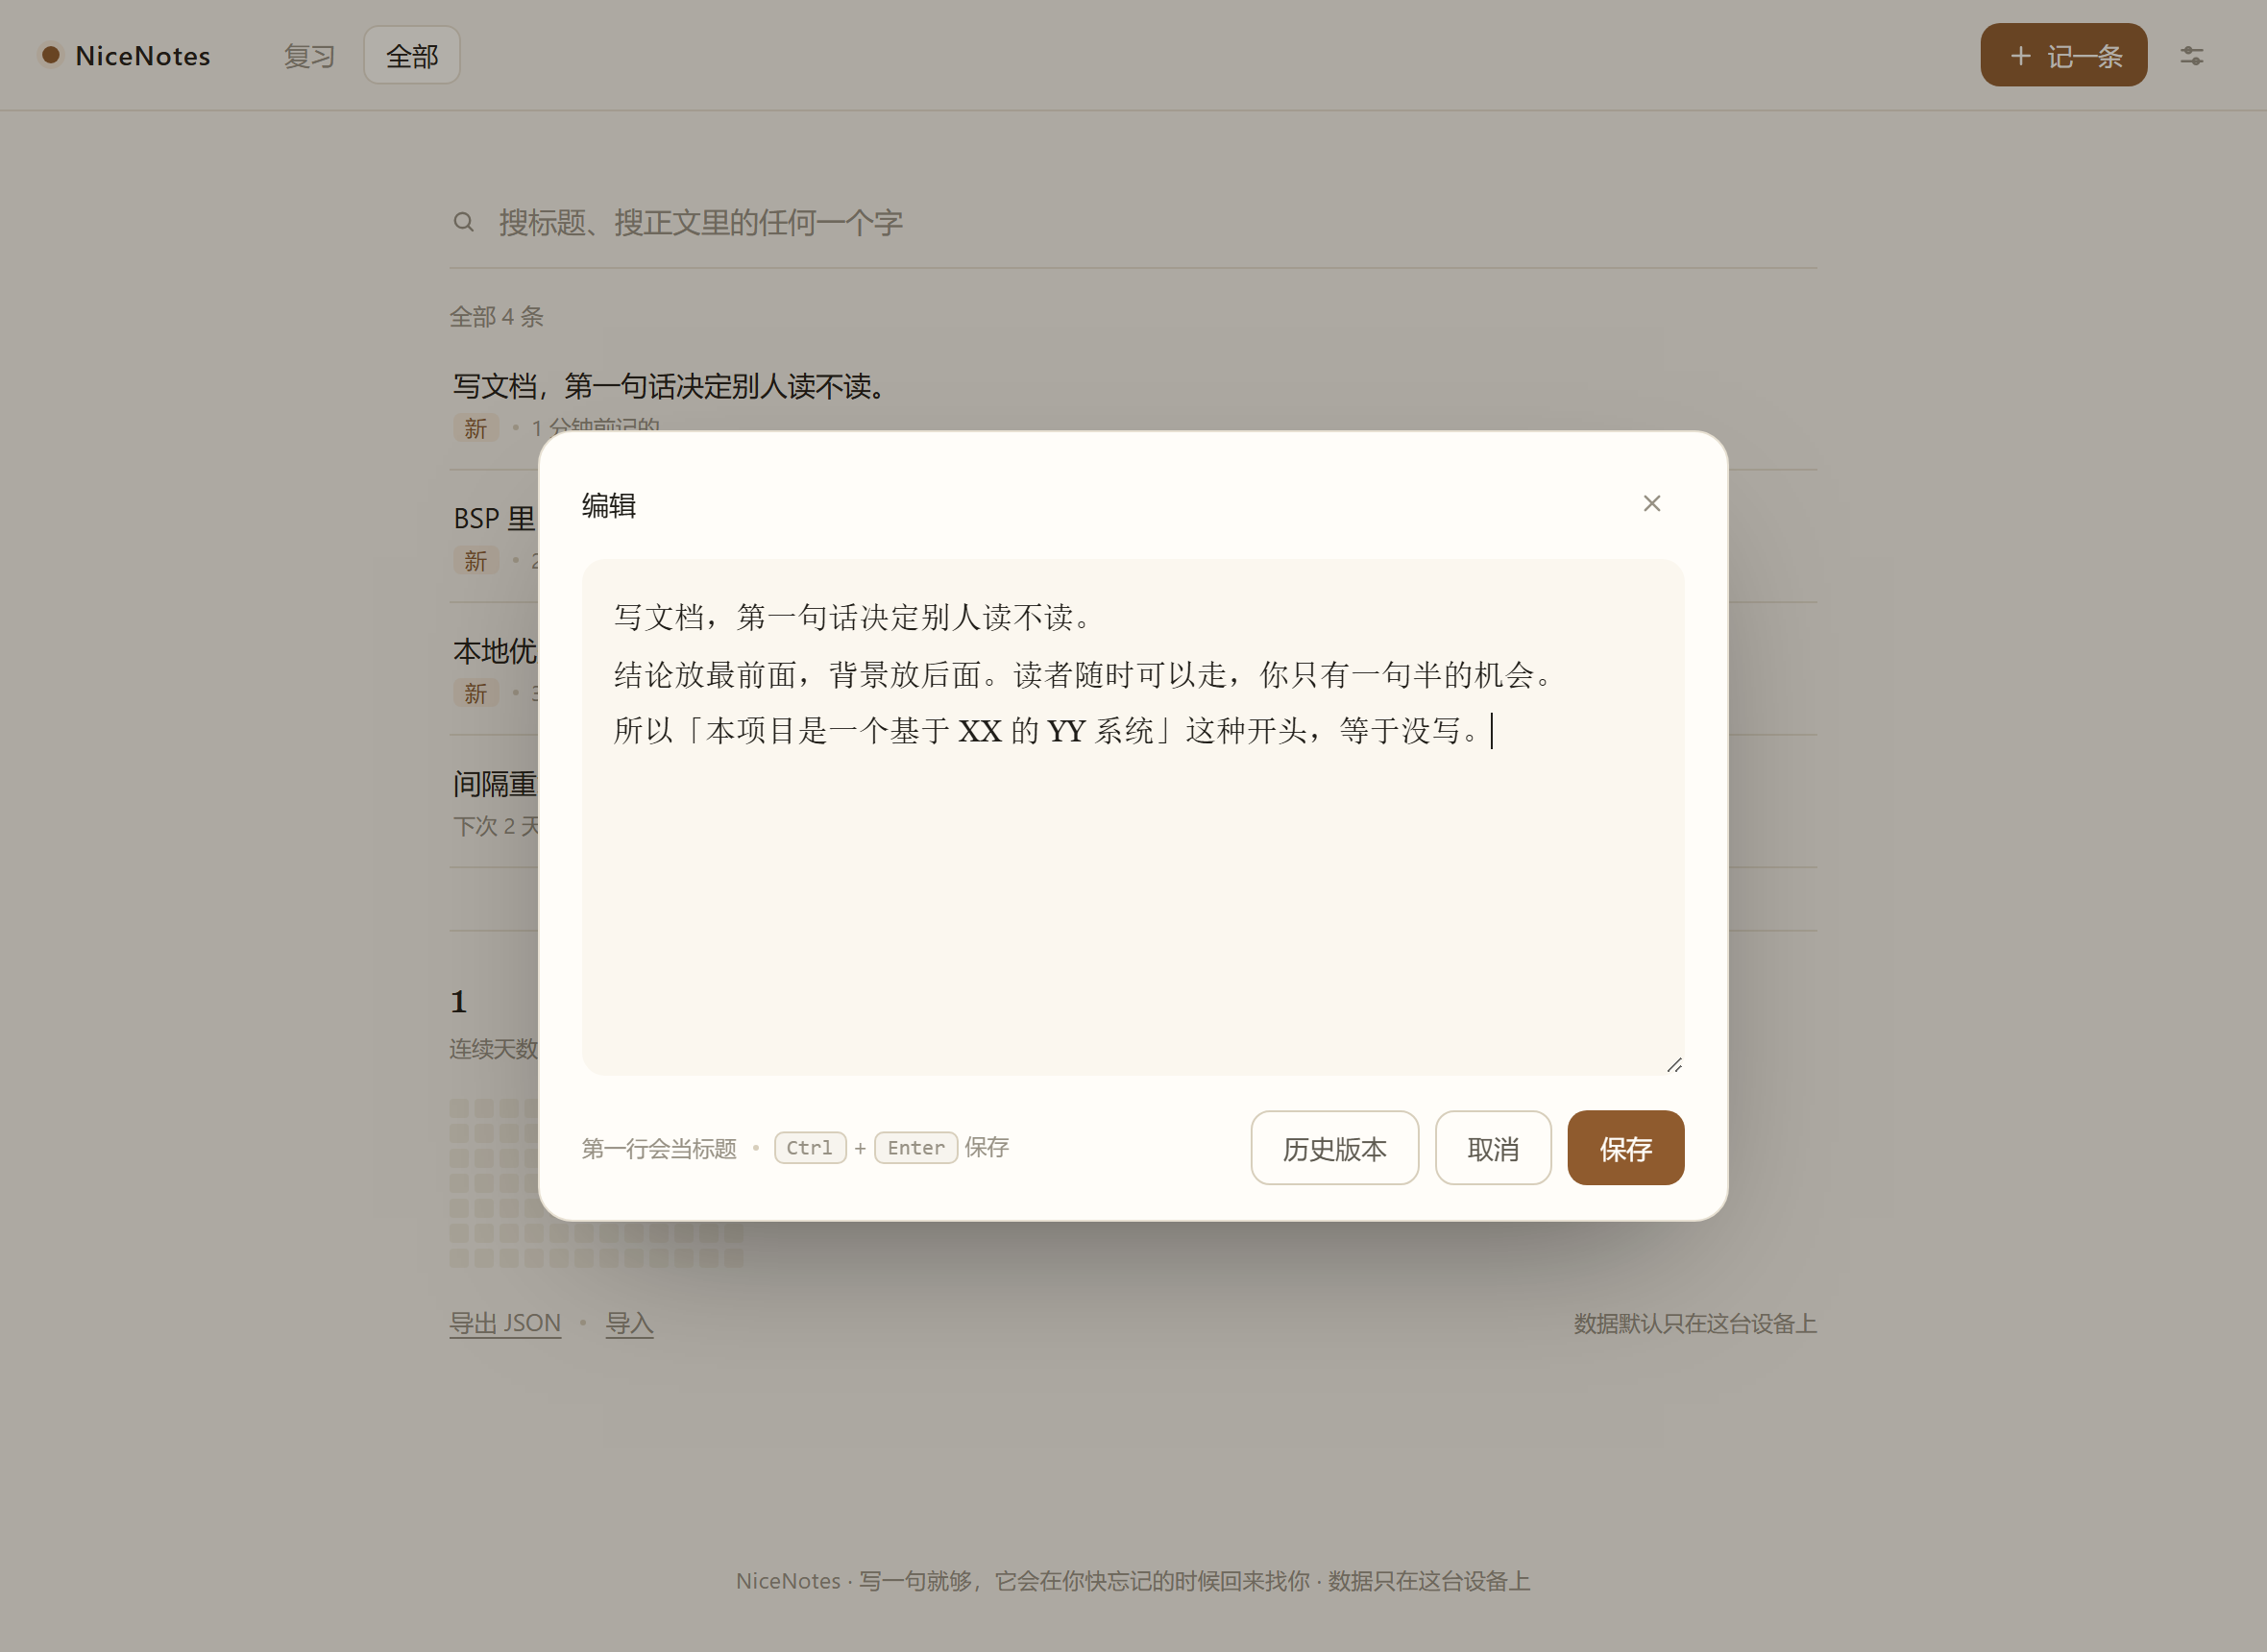 NiceNotes
复习
全部
记一条
搜标题、搜正文里的任何一个字
全部 4 条
写文档，第一句话决定别人读不读。
新 • 1 分钟前记的
BSP 里
新 •
本地优
新 •
间隔重
下次 2 天
1
连续天数
编辑
写文档，第一句话决定别人读不读。
结论放最前面，背景放后面。读者随时可以走，你只有一句半的机会。
所以「本项目是一个基于 XX 的 YY 系统」这种开头，等于没写。
第一行会当标题 • Ctrl + Enter 保存
历史版本
取消
保存
导出 JSON • 导入
数据默认只在这台设备上
NiceNotes · 写一句就够，它会在你快忘记的时候回来找你 · 数据只在这台设备上